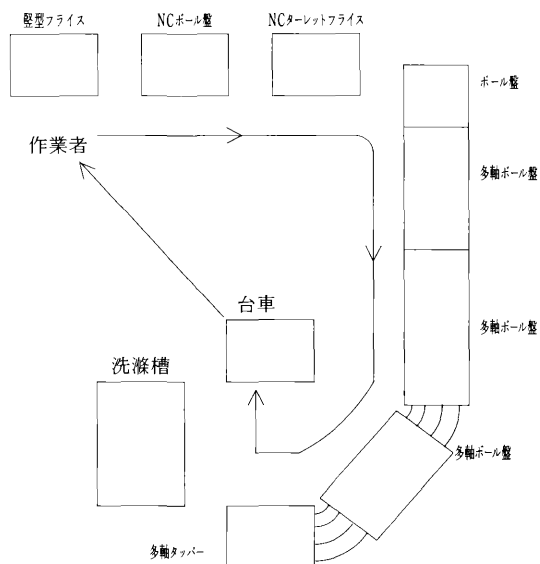 竪型フライス
NCボール盤
NCターレットフライス
ボール盤
作業者
多軸ボール盤
台車
多軸ボール盤
洗滌槽
多軸ボール盤
多軸タッパー